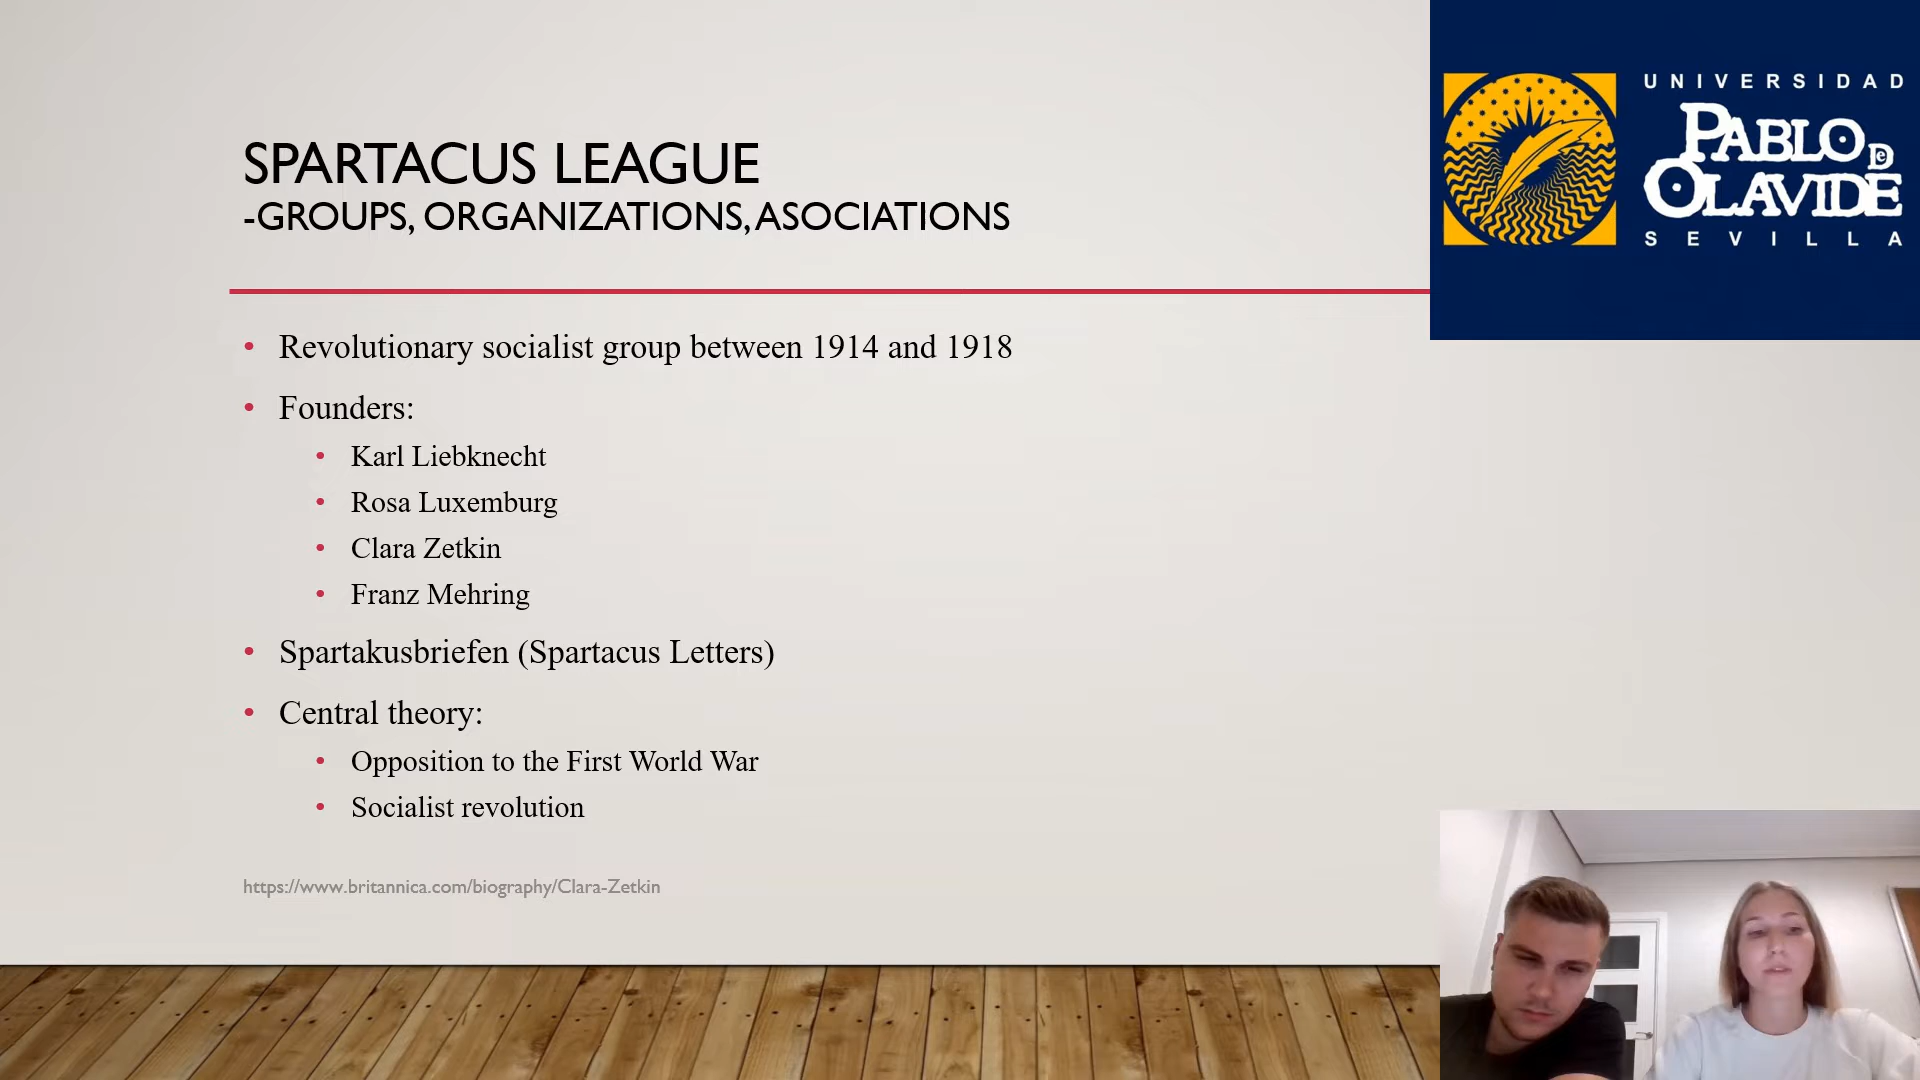 SPARTACUS LEAGUE
-GROUPS, ORGANIZATIONS, ASOCIATIONS
• Revolutionary socialist group between 1914 and 1918
• Founders:
• Karl Liebknecht
• Rosa Luxemburg
• Clara Zetkin
• Franz Mehring
• Spartakusbriefen (Spartacus Letters)
• Central theory:
• Opposition to the First World War
• Socialist revolution
https://www.britannica.com/biography/Clara-Zetkin
UNIVERSIDAD
PABLO DE
OLAVIDE
SEVILLA